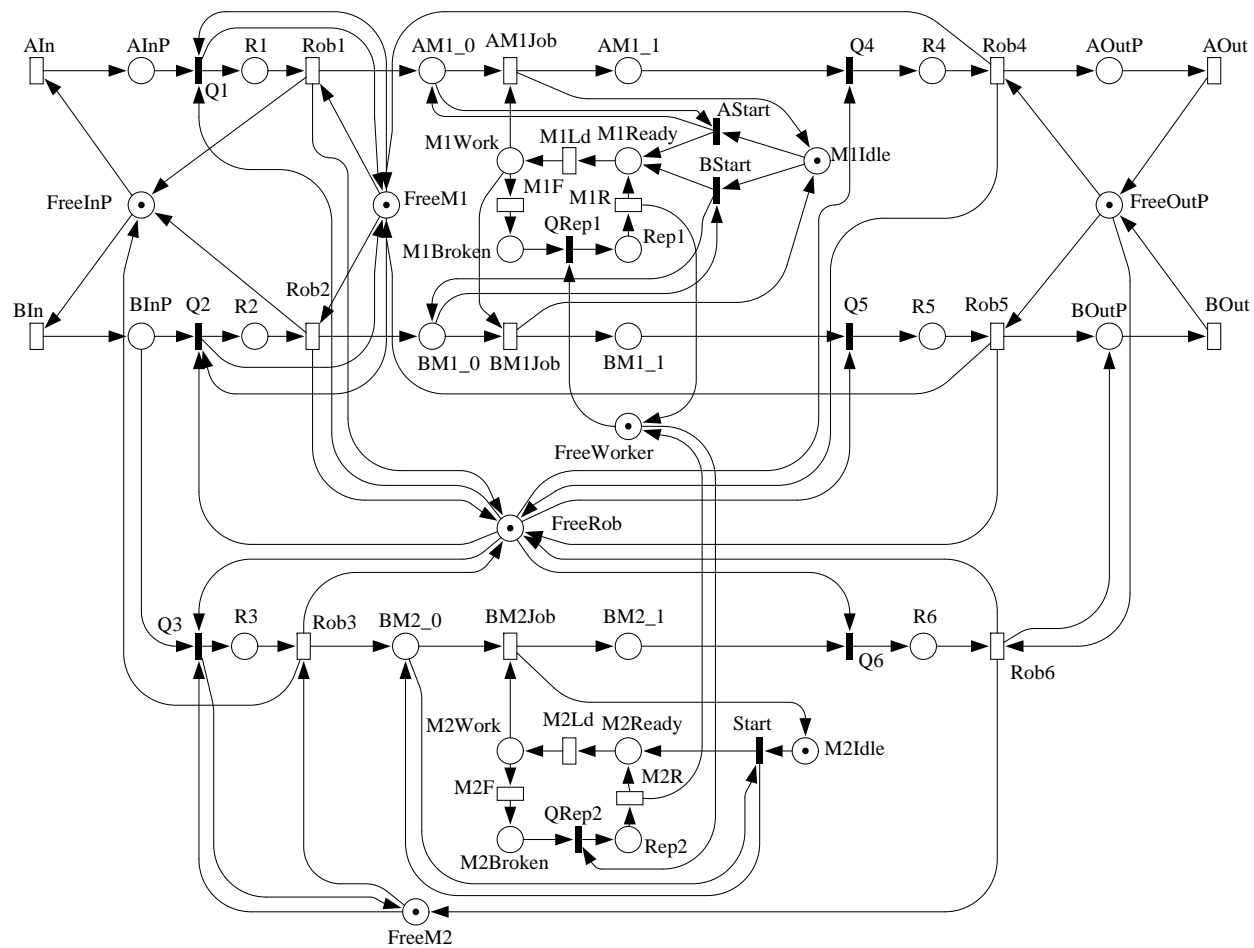 AIn
AInP
Q1
R1
Rob1
AM1_0
AM1Job
AM1_1
Q4
R4
Rob4
AOutP
AOut
AStart
M1Work
M1Ld
M1Ready
M1Idle
BStart
M1F
M1R
FreeInP
FreeM1
FreeOutP
QRep1
Rep1
M1Broken
BIn
BInP
Q2
R2
Rob2
BM1_0
BM1Job
BM1_1
Q5
R5
Rob5
BOutP
BOut
FreeWorker
FreeRob
Q3
R3
Rob3
BM2_0
BM2Job
BM2_1
Q6
R6
Rob6
M2Work
M2Ld
M2Ready
Start
M2Idle
M2F
M2R
QRep2
Rep2
M2Broken
FreeM2